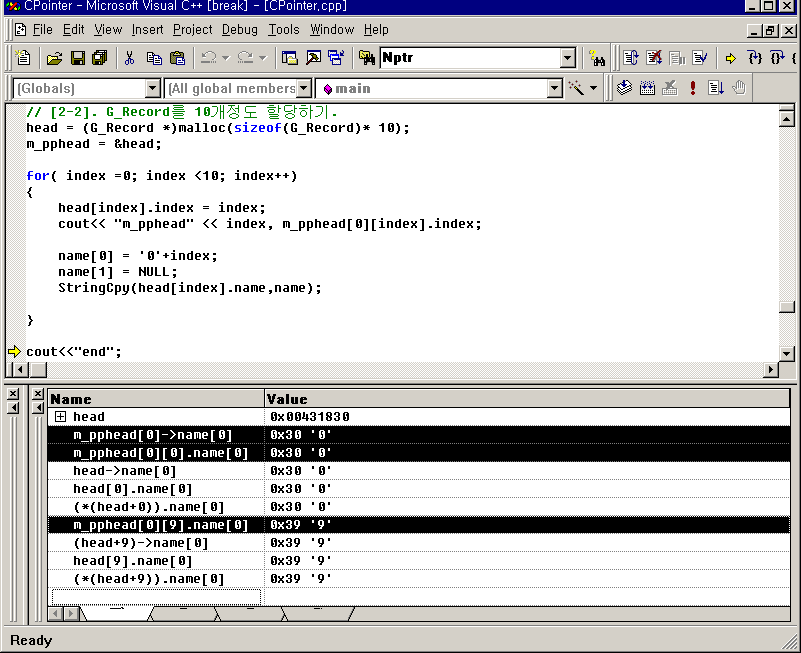 CPointer - Microsoft Visual C++ [break] - [CPointer.cpp]
File Edit View Insert Project Debug Tools Window Help
Nptr
(Globals) (All global members main
// [2-2]. G_Record를 10개정도 할당하기.
head = (G_Record *)malloc(sizeof(G_Record)* 10);
m_pphead = &head;
for( index =0; index <10; index++)
{
head[index].index = index;
cout<< "m_pphead" << index, m_pphead[0][index].index;
name[0] = '0'+index;
name[1] = NULL;
StringCpy(head[index].name,name);
}
cout<<"end";
Name Value
head 0x00431830
m_pphead[0]->name[0] 0x30 '0'
m_pphead[0][0].name[0] 0x30 '0'
head->name[0] 0x30 '0'
head[0].name[0] 0x30 '0'
(*(head+0)).name[0] 0x30 '0'
m_pphead[0][9].name[0] 0x39 '9'
(head+9)->name[0] 0x39 '9'
head[9].name[0] 0x39 '9'
(*(head+9)).name[0] 0x39 '9'
Ready